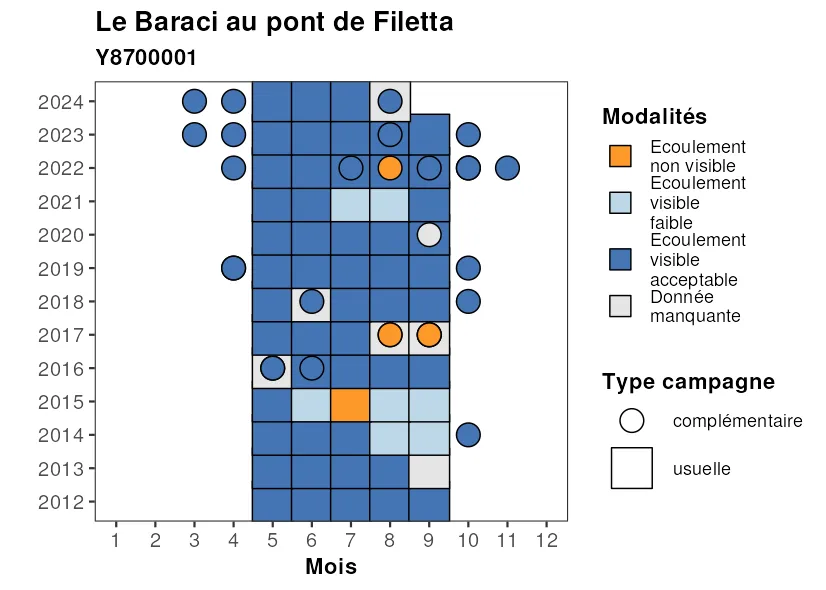 Le Baraci au pont de Filetta
Y8700001
2024
2023
2022
2021
2020
2019
2018
2017
2016
2015
2014
2013
2012
1 2 3 4 5 6 7 8 9 10 11 12
Mois
Modalités
Ecoulement
non visible
Ecoulement
visible
faible
Ecoulement
visible
acceptable
Donnée
manquante
Type campagne
complémentaire
usuelle